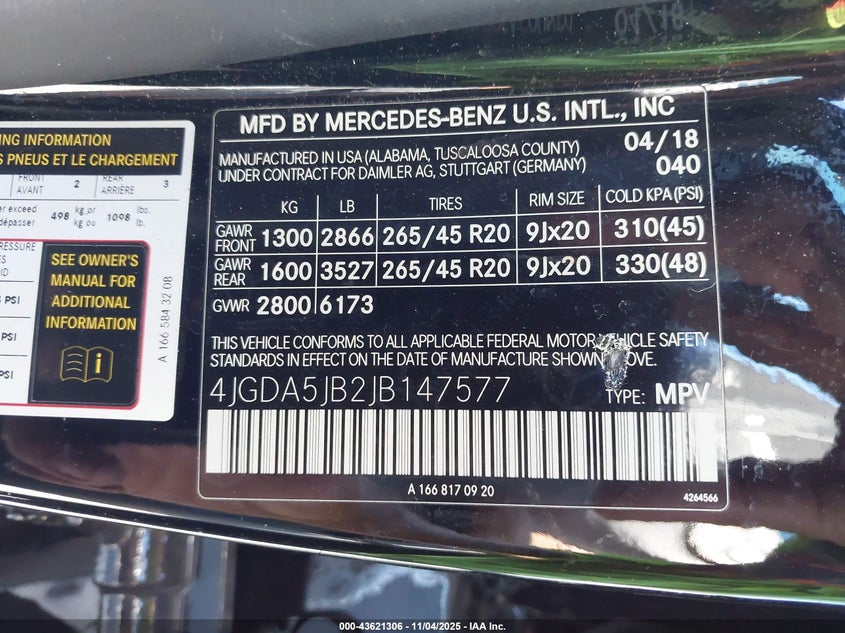 MFD BY MERCEDES-BENZ U.S. INTL., INC
MANUFACTURED IN USA (ALABAMA, TUSCALOOSA COUNTY) 04/18
UNDER CONTRACT FOR DAIMLER AG, STUTTGART (GERMANY) 040
KG LB TIRES RIM SIZE COLD KPA(PSI)
GAWR FRONT 1300 2866 265/45 R20 9Jx20 310(45)
GAWR REAR 1600 3527 265/45 R20 9Jx20 330(48)
GVWR 2800 6173
THIS VEHICLE CONFORMS TO ALL APPLICABLE FEDERAL MOTOR VEHICLE SAFETY
STANDARDS IN EFFECT ON THE DATE OF MANUFACTURE SHOWN ABOVE.
4JGDA5JB2JB147577 TYPE: MPV
A 166 817 09 20
4264566
INFORMATION
PNEUS ET LE CHARGEMENT
FRONT 2 REAR 3
AVANT ARRIÈRE
exceed 498 kg or 1098 lbs.
dépasser kg ou lb.
SEE OWNER'S
MANUAL FOR
ADDITIONAL
INFORMATION
PSI
PSI
PSI
A 166 584 32 08
000-43621306 - 11/04/2025 - IAA Inc.